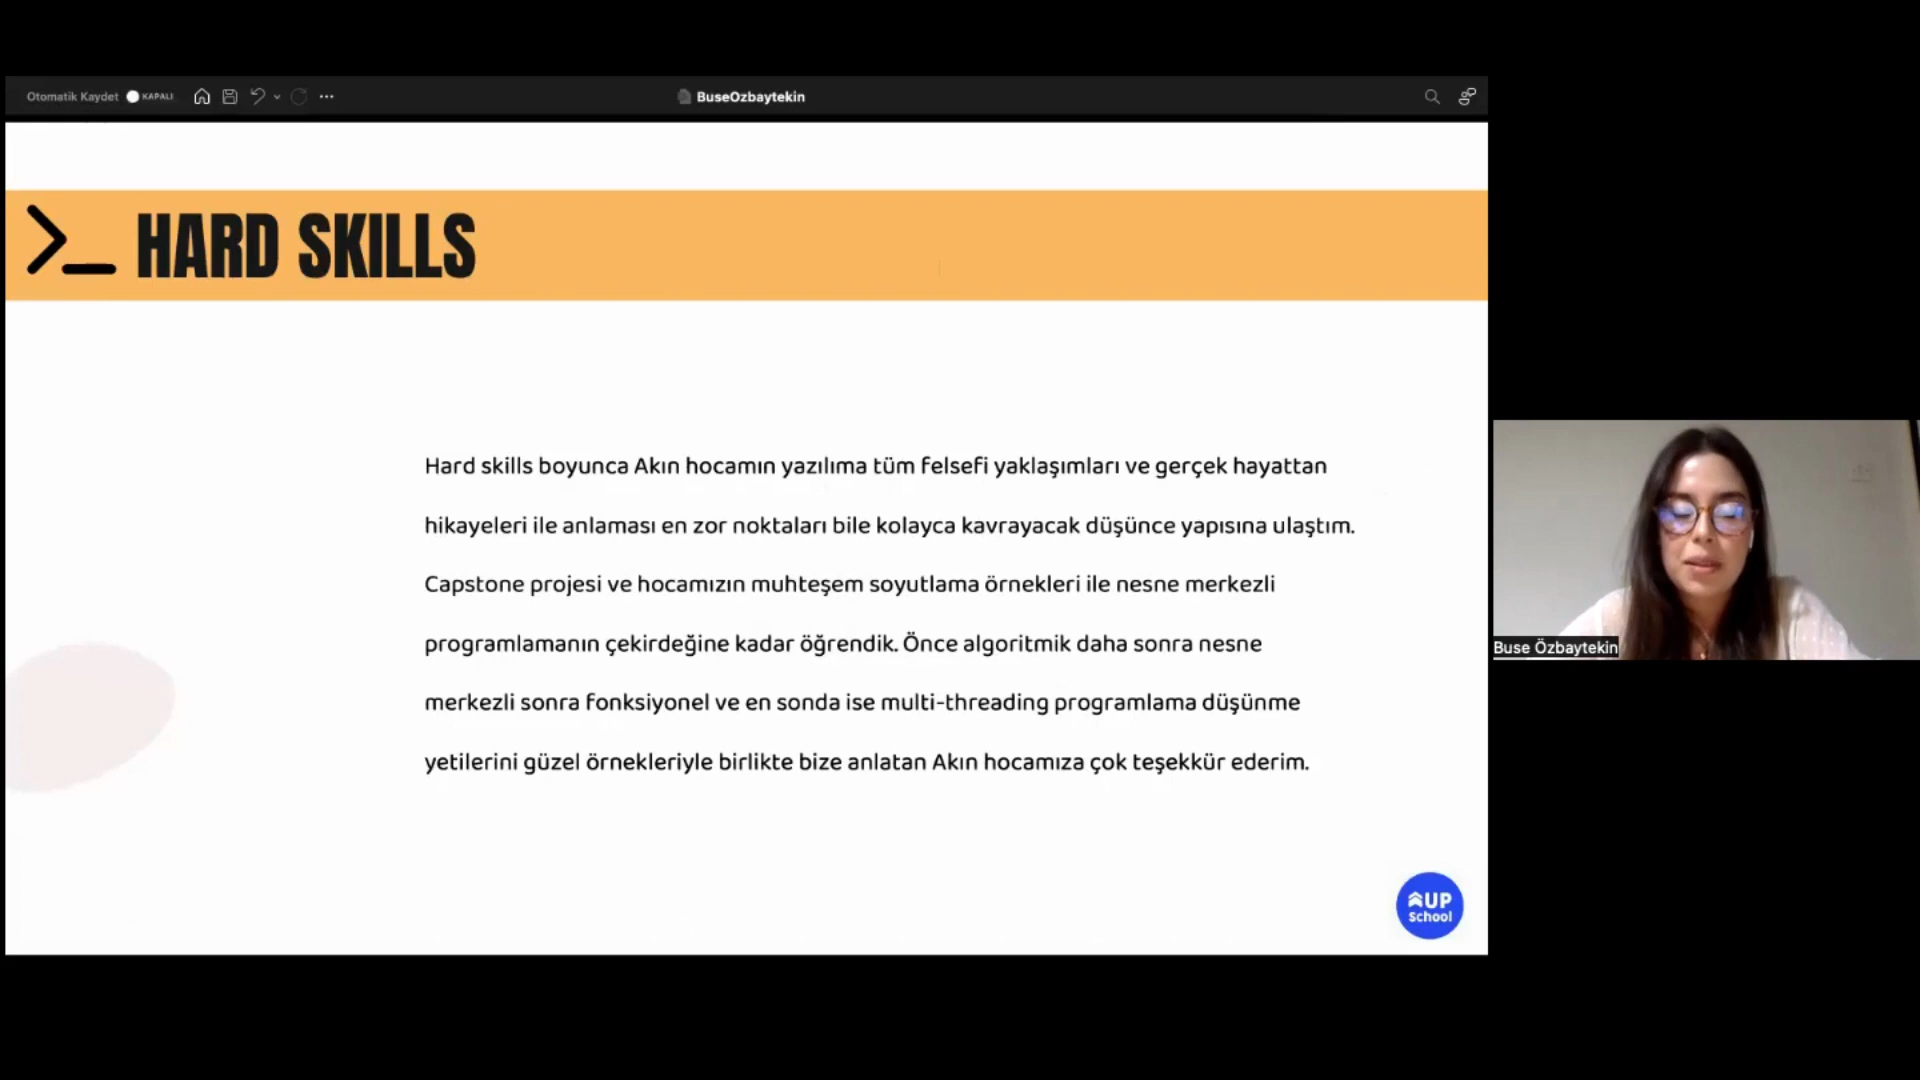 Otomatik Kaydet KAPALI
BuseOzbaytekin
>_ HARD SKILLS
Hard skills boyunca Akın hocamın yazılıma tüm felsefi yaklaşımları ve gerçek hayattan
hikayeleri ile anlaması en zor noktaları bile kolayca kavrayacak düşünce yapısına ulaştım.
Capstone projesi ve hocamızın muhteşem soyutlama örnekleri ile nesne merkezli
programlamanın çekirdeğine kadar öğrendik. Önce algoritmik daha sonra nesne
merkezli sonra fonksiyonel ve en sonda ise multi-threading programlama düşünme
yetilerini güzel örnekleriyle birlikte bize anlatan Akın hocamıza çok teşekkür ederim.
Buse Özbaytekin
UP
School